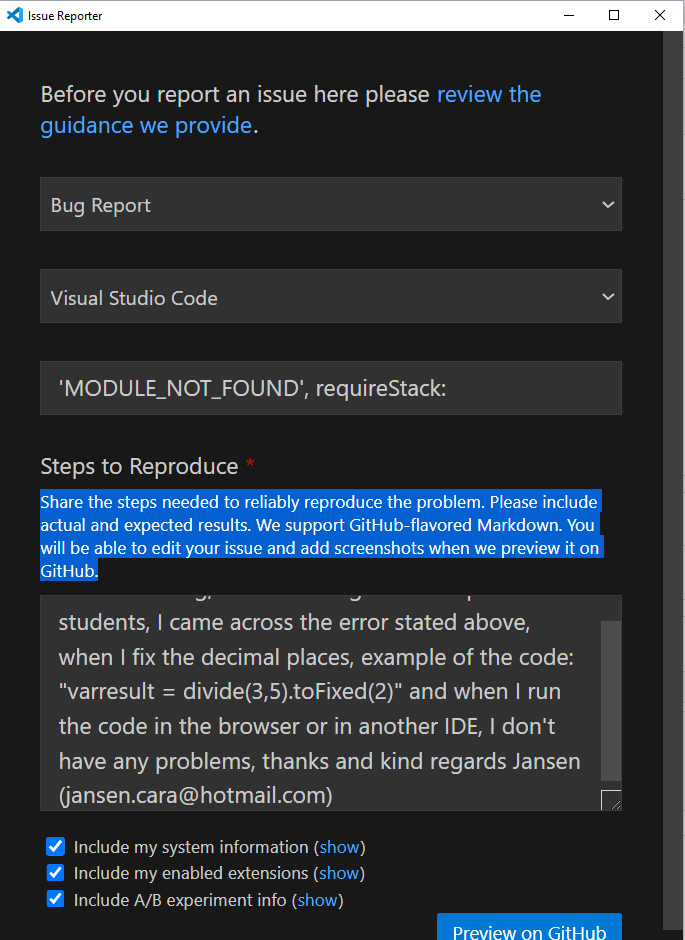 Issue Reporter
Before you report an issue here please review the
guidance we provide.
Bug Report
Visual Studio Code
'MODULE_NOT_FOUND', requireStack:
Steps to Reproduce *
Share the steps needed to reliably reproduce the problem. Please include
actual and expected results. We support GitHub-flavored Markdown. You
will be able to edit your issue and add screenshots when we preview it on
GitHub.
students, I came across the error stated above,
when I fix the decimal places, example of the code:
"varresult = divide(3,5).toFixed(2)" and when I run
the code in the browser or in another IDE, I don't
have any problems, thanks and kind regards Jansen
(jansen.cara@hotmail.com)
Include my system information (show)
Include my enabled extensions (show)
Include A/B experiment info (show)
Preview on GitHub